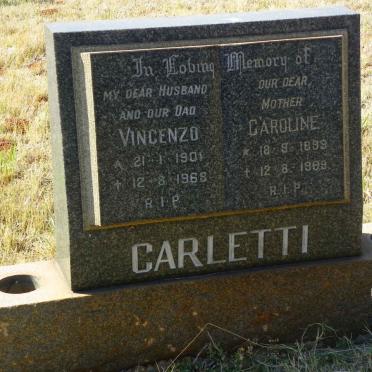 In Loving Memory of
MY DEAR HUSBAND
AND OUR DAD
VINCENZO
* 21·1·1901
† 12·8·1968
R.I.P.
OUR DEAR,
MOTHER
CAROLINE
* 18·9·1899
† 12·8·1989
R.I.P.
CARLETTI